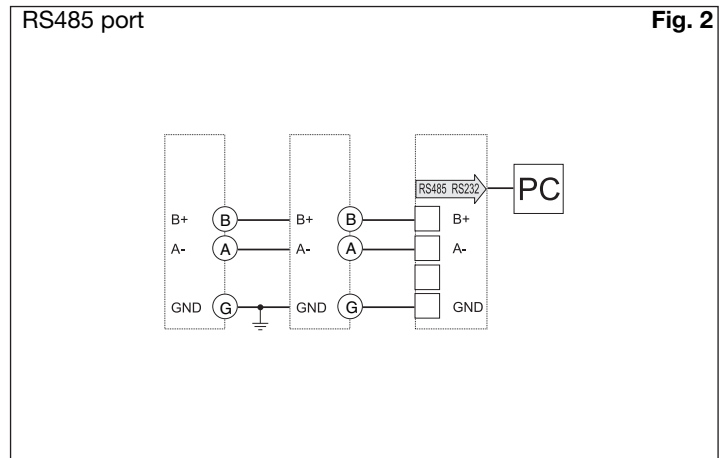 RS485 port Fig. 2
RS485 RS232 PC
B+ B B+ B B+
A- A A- A A-
GND G GND G GND